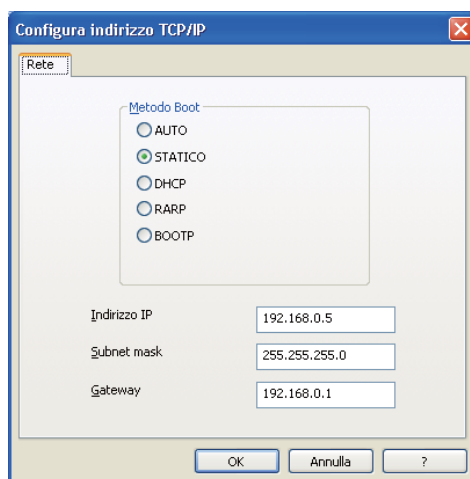 Configura indirizzo TCP/IP
Rete
Metodo Boot
AUTO
STATICO
DHCP
RARP
BOOTP
Indirizzo IP 192.168.0.5
Subnet mask 255.255.255.0
Gateway 192.168.0.1
OK Annulla ?